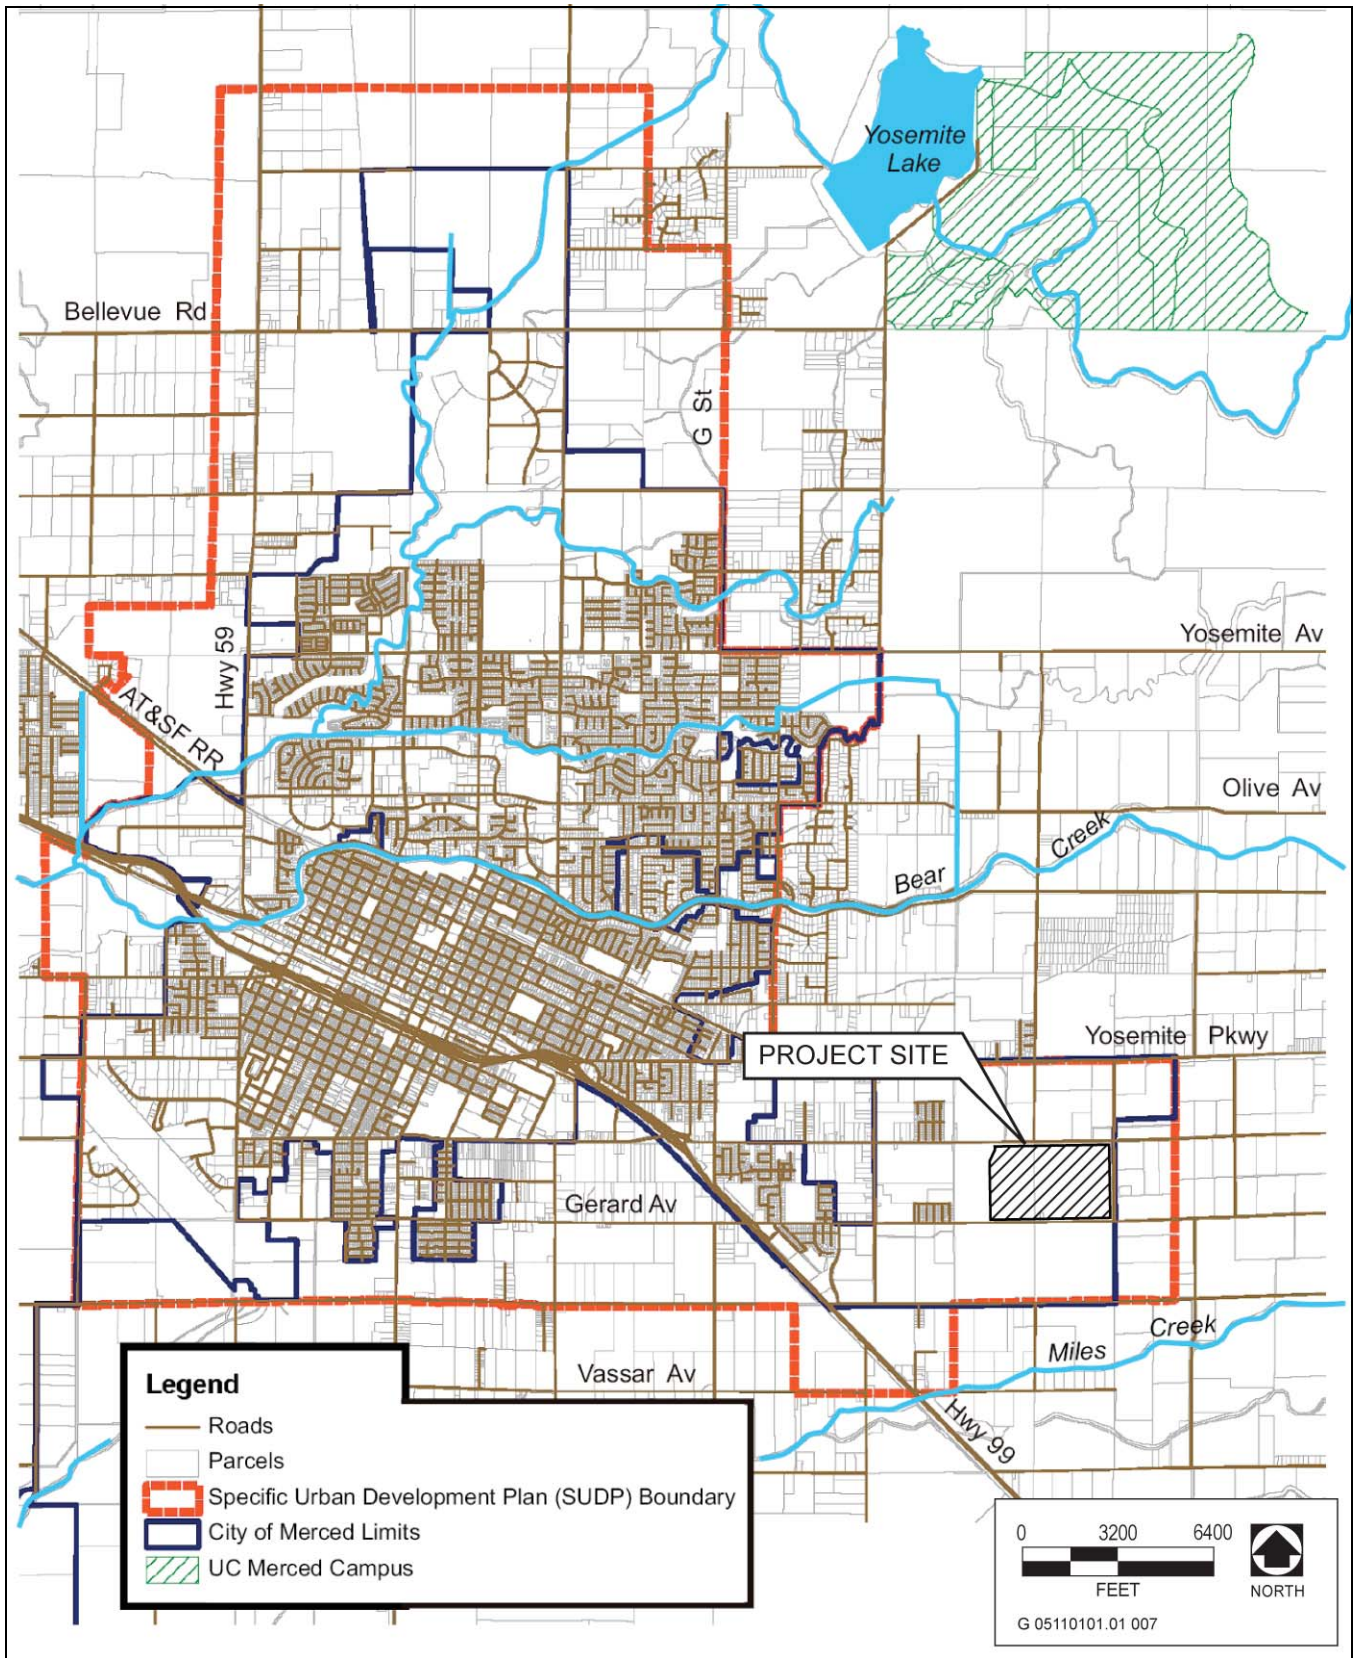 Yosemite
Lake
Bellevue Rd
G St
Yosemite Av
Hwy 59
AT&SF RR
Olive Av
Creek
Bear
Yosemite Pkwy
PROJECT SITE
Gerard Av
Creek
Miles
Vassar Av
Hwy 99
Legend
Roads
Parcels
Specific Urban Development Plan (SUDP) Boundary
City of Merced Limits
UC Merced Campus
0 3200 6400
FEET
NORTH
G 05110101.01 007